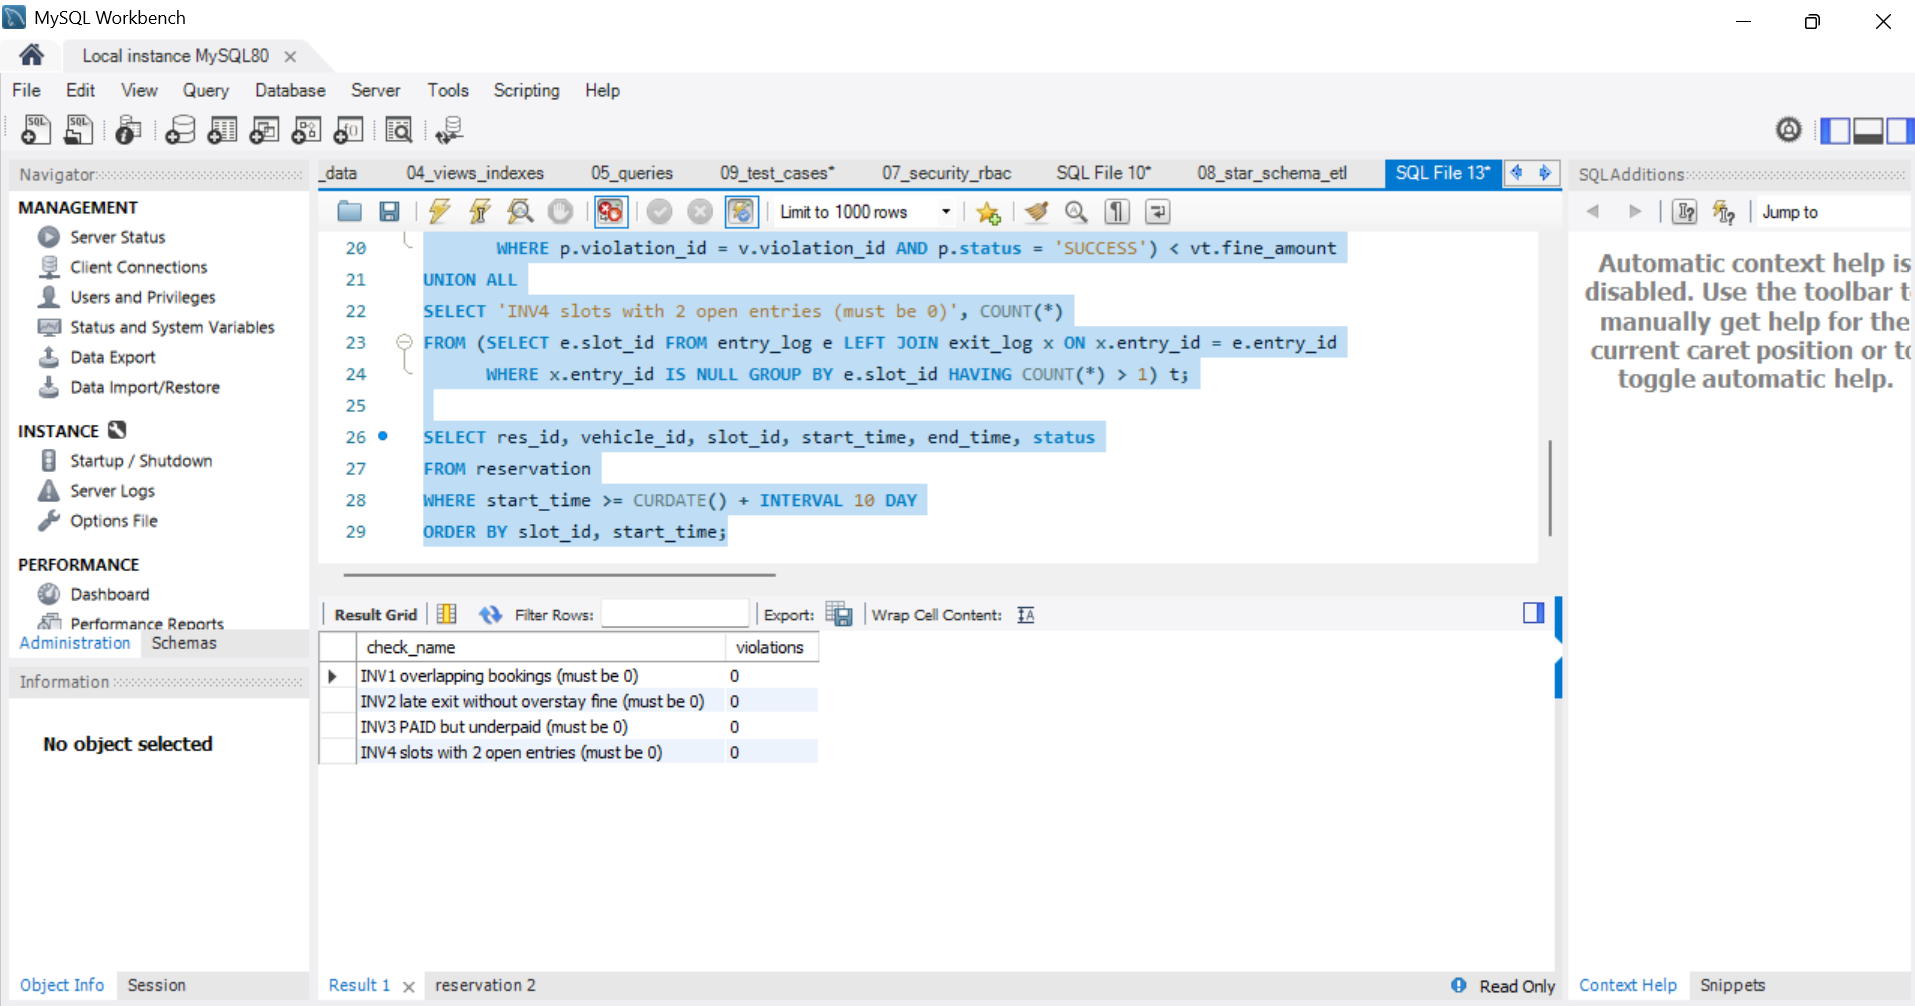 MySQL Workbench
Local instance MySQL80
File Edit View Query Database Server Tools Scripting Help
Navigator
MANAGEMENT
Server Status
Client Connections
Users and Privileges
Status and System Variables
Data Export
Data Import/Restore
INSTANCE
Startup / Shutdown
Server Logs
Options File
PERFORMANCE
Dashboard
Performance Reports
Administration Schemas
Information
No object selected
Object Info Session
_data 04_views_indexes 05_queries 09_test_cases* 07_security_rbac SQL File 10* 08_star_schema_etl SQL File 13*
Limit to 1000 rows
20 WHERE p.violation_id = v.violation_id AND p.status = 'SUCCESS') < vt.fine_amount
21 UNION ALL
22 SELECT 'INV4 slots with 2 open entries (must be 0)', COUNT(*)
23 FROM (SELECT e.slot_id FROM entry_log e LEFT JOIN exit_log x ON x.entry_id = e.entry_id
24 WHERE x.entry_id IS NULL GROUP BY e.slot_id HAVING COUNT(*) > 1) t;
25
26 SELECT res_id, vehicle_id, slot_id, start_time, end_time, status
27 FROM reservation
28 WHERE start_time >= CURDATE() + INTERVAL 10 DAY
29 ORDER BY slot_id, start_time;
Result Grid Filter Rows: Export: Wrap Cell Content:
check_name violations
INV1 overlapping bookings (must be 0) 0
INV2 late exit without overstay fine (must be 0) 0
INV3 PAID but underpaid (must be 0) 0
INV4 slots with 2 open entries (must be 0) 0
Result 1 reservation 2 Read Only
SQLAdditions
Jump to
Automatic context help is
disabled. Use the toolbar t
manually get help for the
current caret position or to
toggle automatic help.
Context Help Snippets